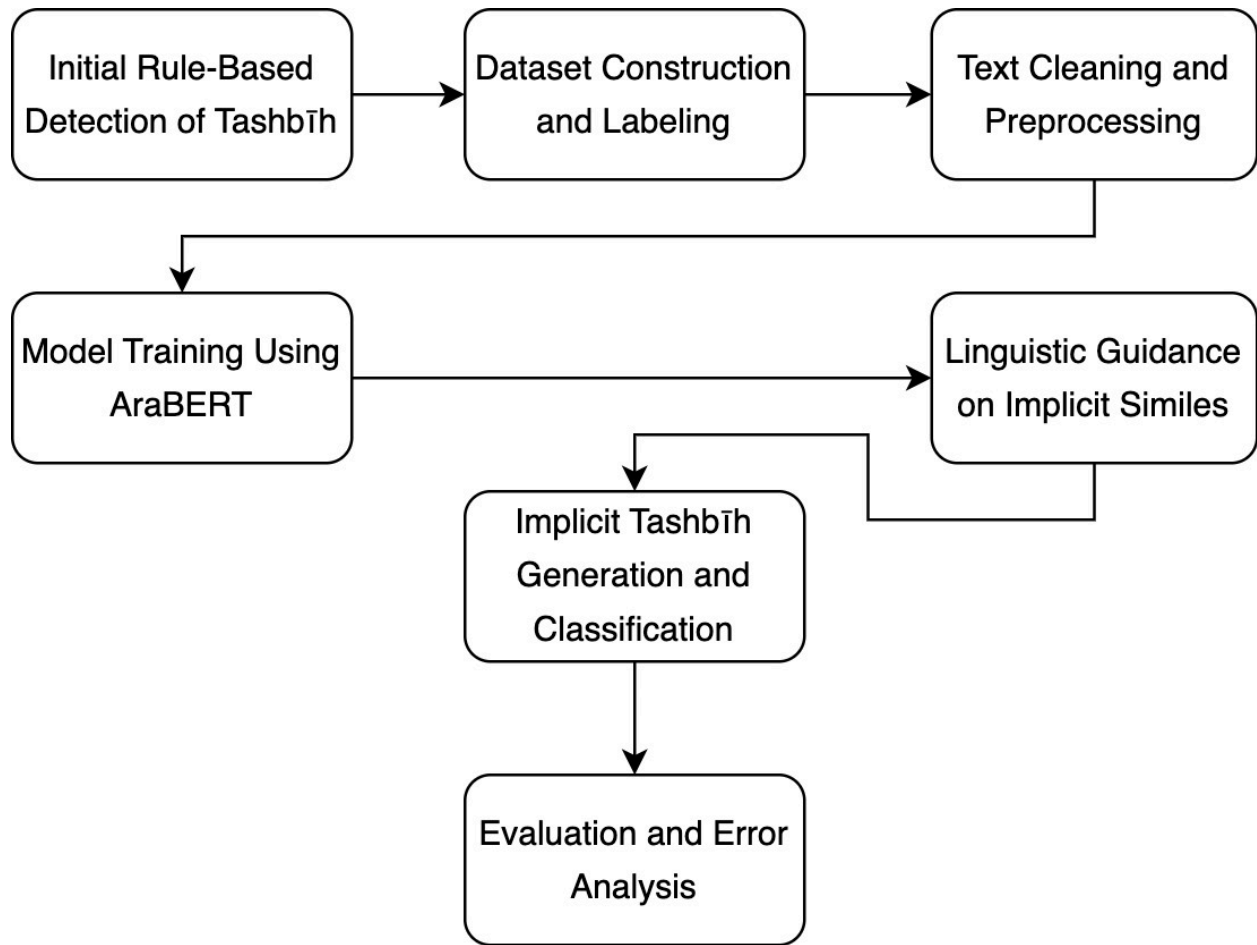 Initial Rule-Based
Detection of Tashbīh
Dataset Construction
and Labeling
Text Cleaning and
Preprocessing
Model Training Using
AraBERT
Linguistic Guidance
on Implicit Similes
Implicit Tashbīh
Generation and
Classification
Evaluation and Error
Analysis